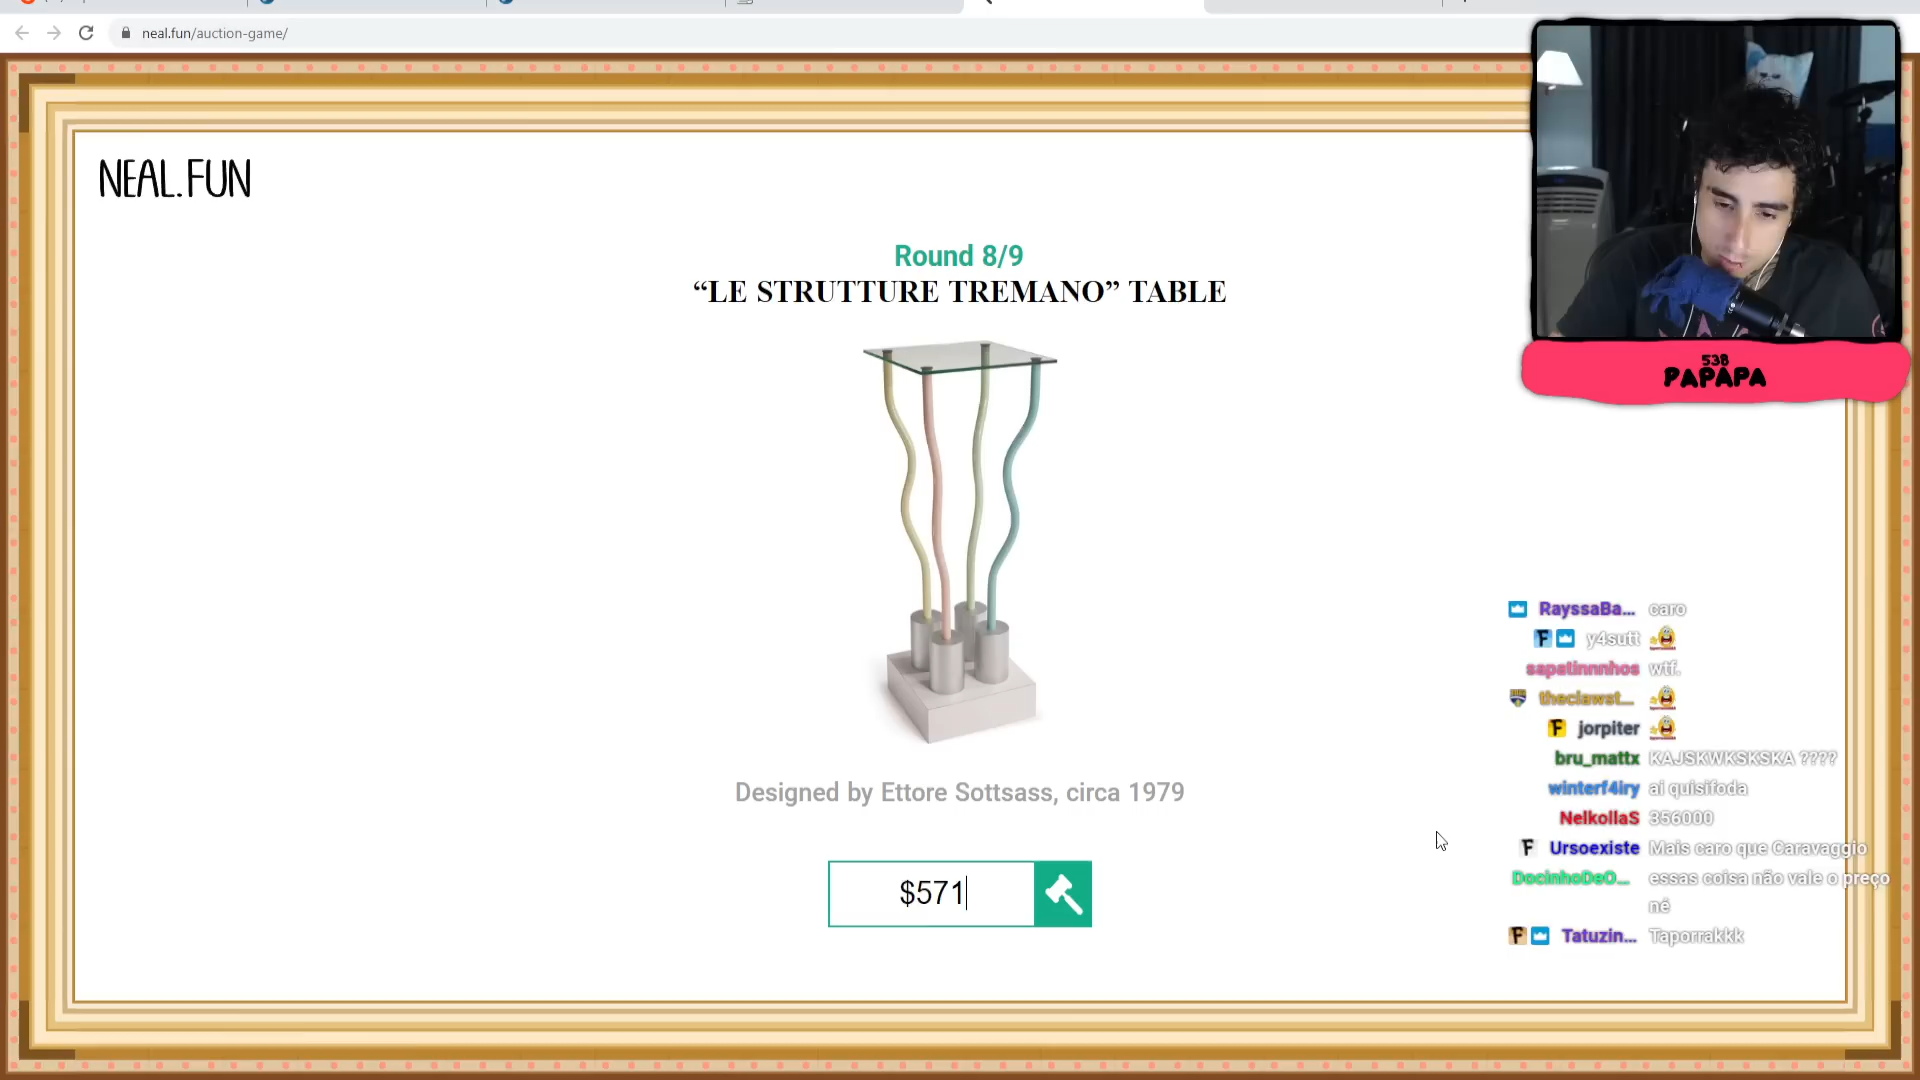 neal.fun/auction-game/
NEAL.FUN
Round 8/9
“LE STRUTTURE TREMANO” TABLE
Designed by Ettore Sottsass, circa 1979
$571
538
PAPAPA
RayssaBa... caro
y4sutt
sapatinnnhos wtf.
theclawst...
jorpiter
bru_mattx KAJSKWKSKSKA ????
winterf4iry ai quisifoda
NelkollaS 356000
Ursoexiste Mais caro que Caravaggio
DocinhoDeO... essas coisa não vale o preço
né
Tatuzin... Taporrakkk